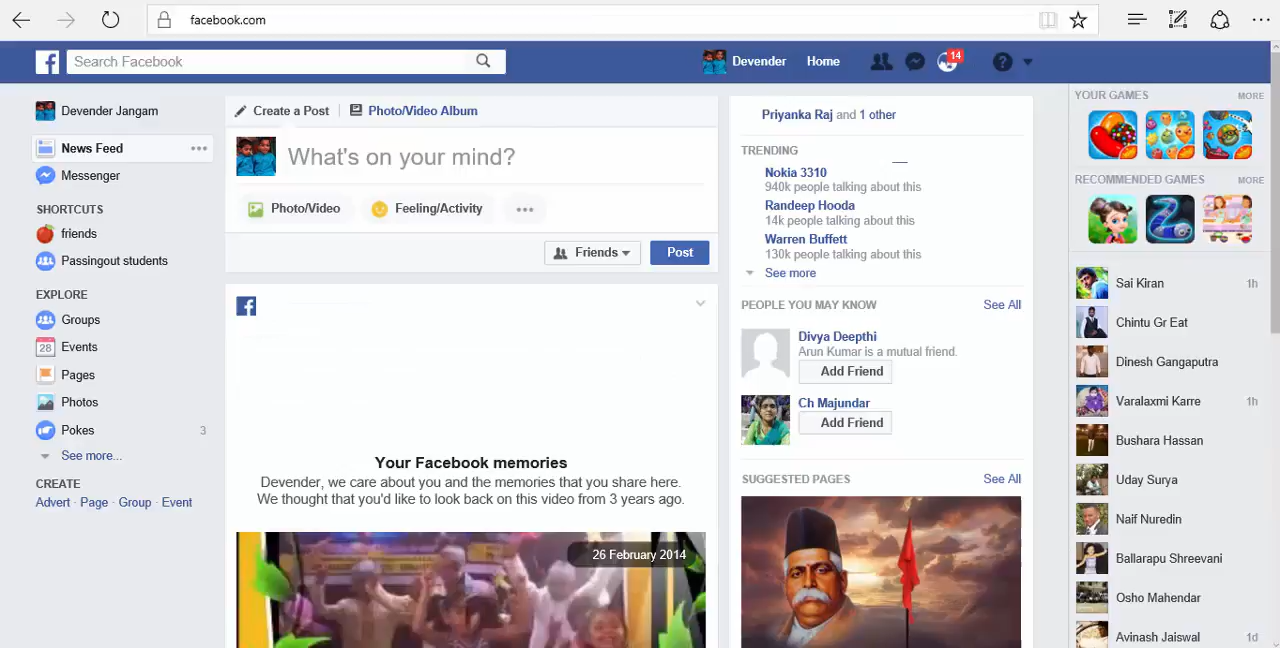 facebook.com
Search Facebook
Devender
Home
14
Devender Jangam
News Feed
Messenger
SHORTCUTS
friends
Passingout students
EXPLORE
Groups
28
Events
Pages
Photos
Pokes 3
See more...
CREATE
Advert · Page · Group · Event
Create a Post
Photo/Video Album
What's on your mind?
Photo/Video
Feeling/Activity
Friends
Post
Your Facebook memories
Devender, we care about you and the memories that you share here.
We thought that you'd like to look back on this video from 3 years ago.
26 February 2014
Priyanka Raj and 1 other
TRENDING
Nokia 3310
940k people talking about this
Randeep Hooda
14k people talking about this
Warren Buffett
130k people talking about this
See more
PEOPLE YOU MAY KNOW See All
Divya Deepthi
Arun Kumar is a mutual friend.
Add Friend
Ch Majundar
Add Friend
SUGGESTED PAGES See All
YOUR GAMES MORE
RECOMMENDED GAMES MORE
Sai Kiran 1h
Chintu Gr Eat
Dinesh Gangaputra
Varalaxmi Karre 1h
Bushara Hassan
Uday Surya
Naif Nuredin
Ballarapu Shreevani
Osho Mahendar
Avinash Jaiswal 1d